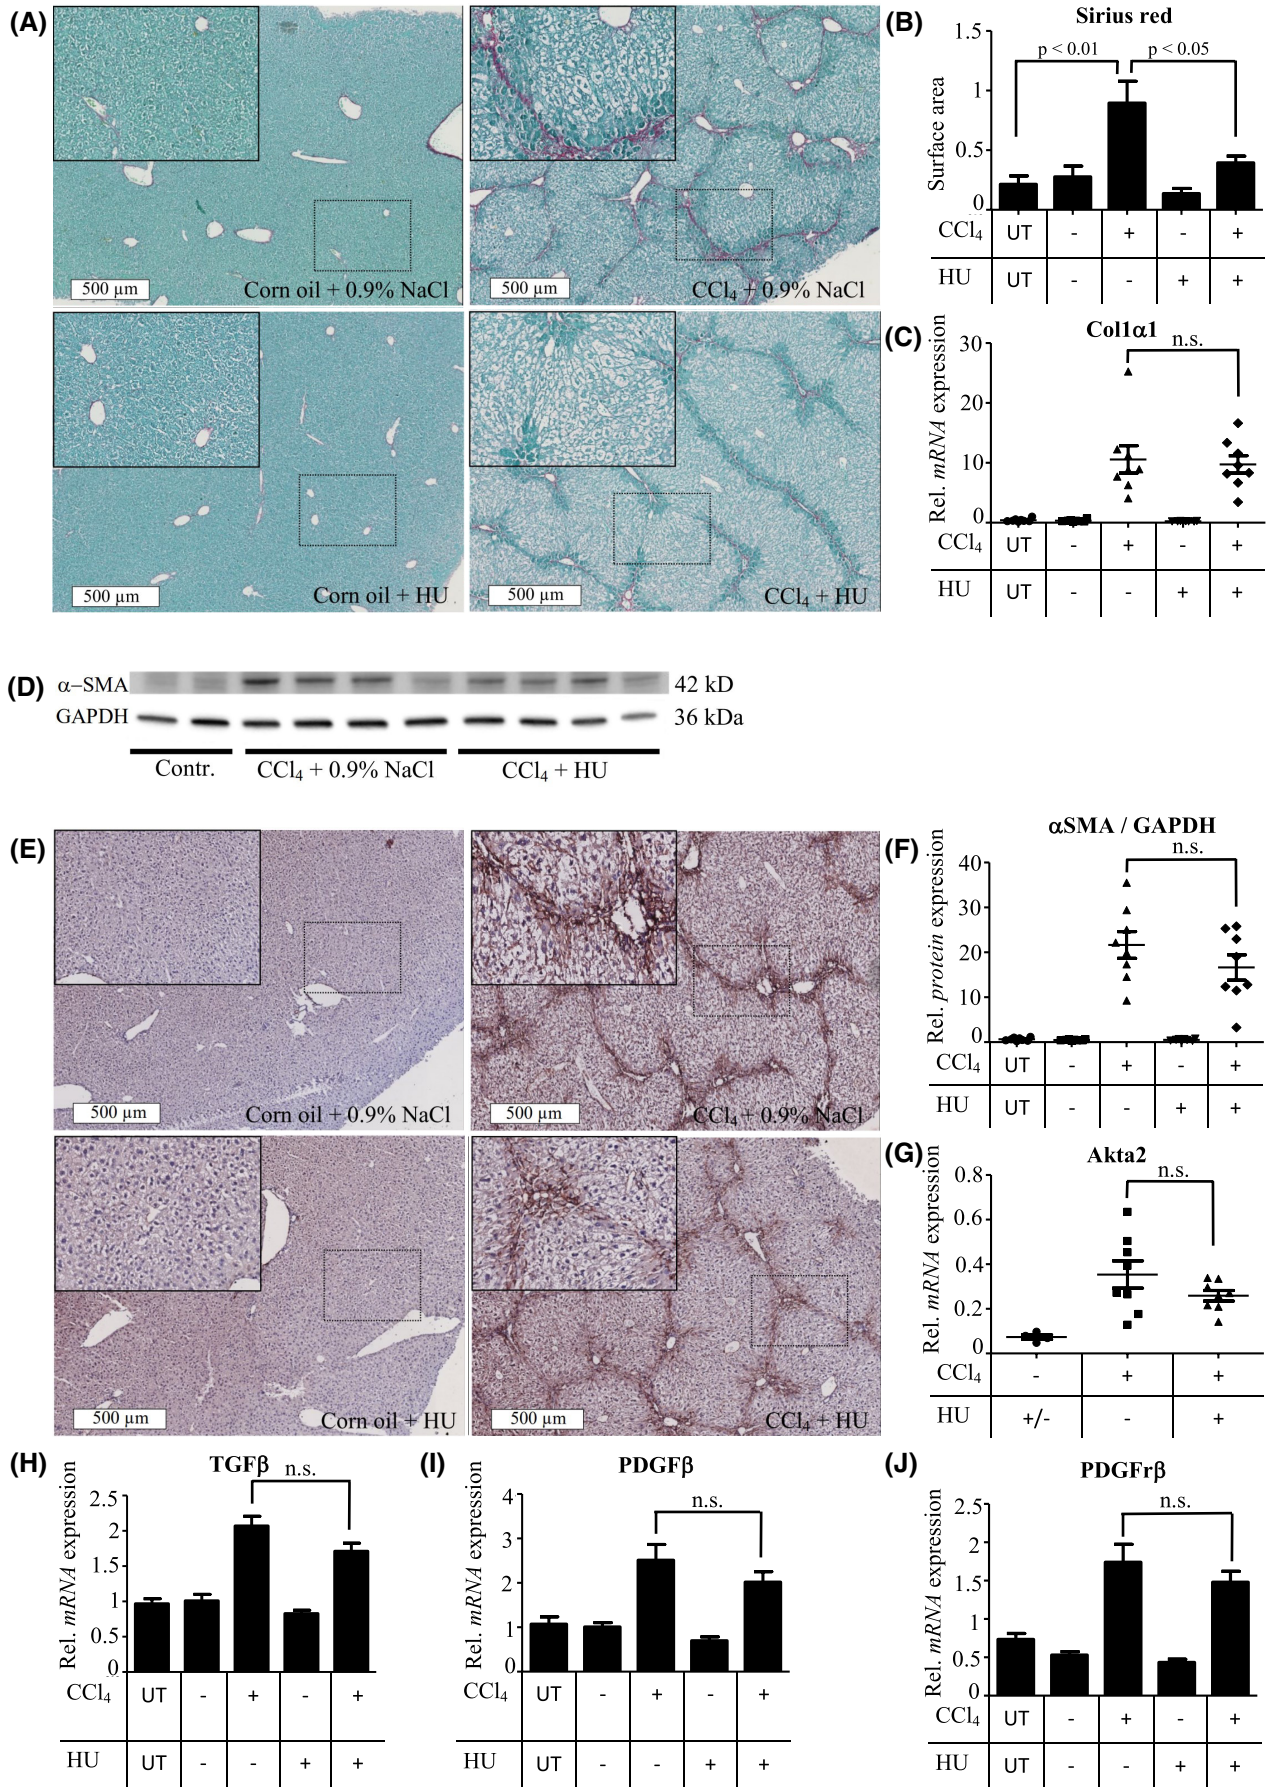 (A)
500 µm
Corn oil + 0.9% NaCl
500 µm
CCl₄ + 0.9% NaCl
500 µm
Corn oil + HU
500 µm
CCl₄ + HU
(B)
Sirius red
p < 0.01
p < 0.05
Surface area
1.5
1
0.5
0
CCl₄ UT - + - +
HU UT - - + +
(C)
Col1α1
n.s.
Rel. mRNA expression
30
20
10
0
CCl₄ UT - + - +
HU UT - - + +
(D)
α–SMA 42 kD
GAPDH 36 kDa
Contr. CCl₄ + 0.9% NaCl CCl₄ + HU
(E)
500 µm
Corn oil + 0.9% NaCl
500 µm
CCl₄ + 0.9% NaCl
500 µm
Corn oil + HU
500 µm
CCl₄ + HU
(F)
αSMA / GAPDH
n.s.
Rel. protein expression
40
30
20
10
0
CCl₄ UT - + - +
HU UT - - + +
(G)
Akta2
n.s.
Rel. mRNA expression
0.8
0.6
0.4
0.2
0
CCl₄ - + +
HU +/- - +
(H)
TGFβ
n.s.
Rel. mRNA expression
2.5
2
1.5
1
0.5
0
CCl₄ UT - + - +
HU UT - - + +
(I)
PDGFβ
n.s.
Rel. mRNA expression
4
3
2
1
0
UT - + - +
UT - - + +
(J)
PDGFrβ
n.s.
Rel. mRNA expression
2.5
2
1.5
1
0.5
0
CCl₄ UT - + - +
HU UT - - + +